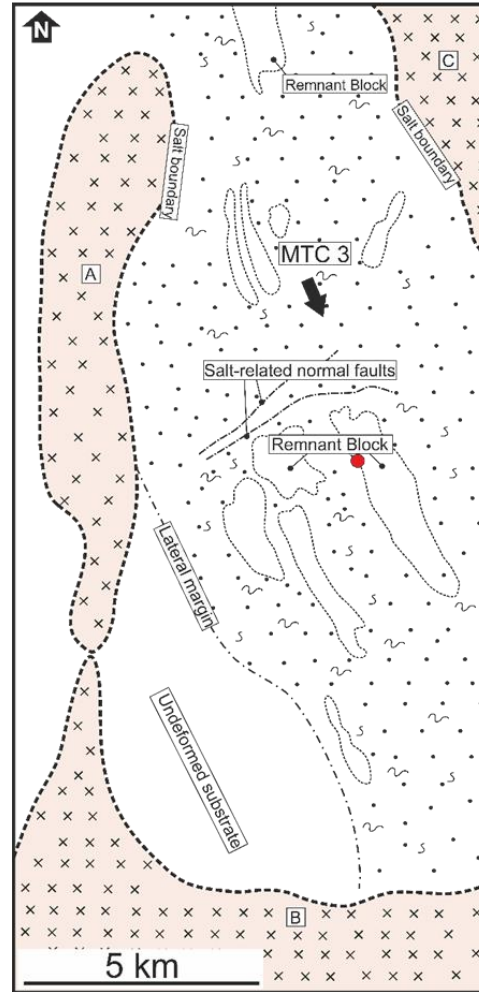 N
C
Remnant Block
Salt boundary
Salt boundary
A
MTC 3
Salt-related normal faults
Remnant Block
Lateral margin
Undeformed substrate
B
5 km